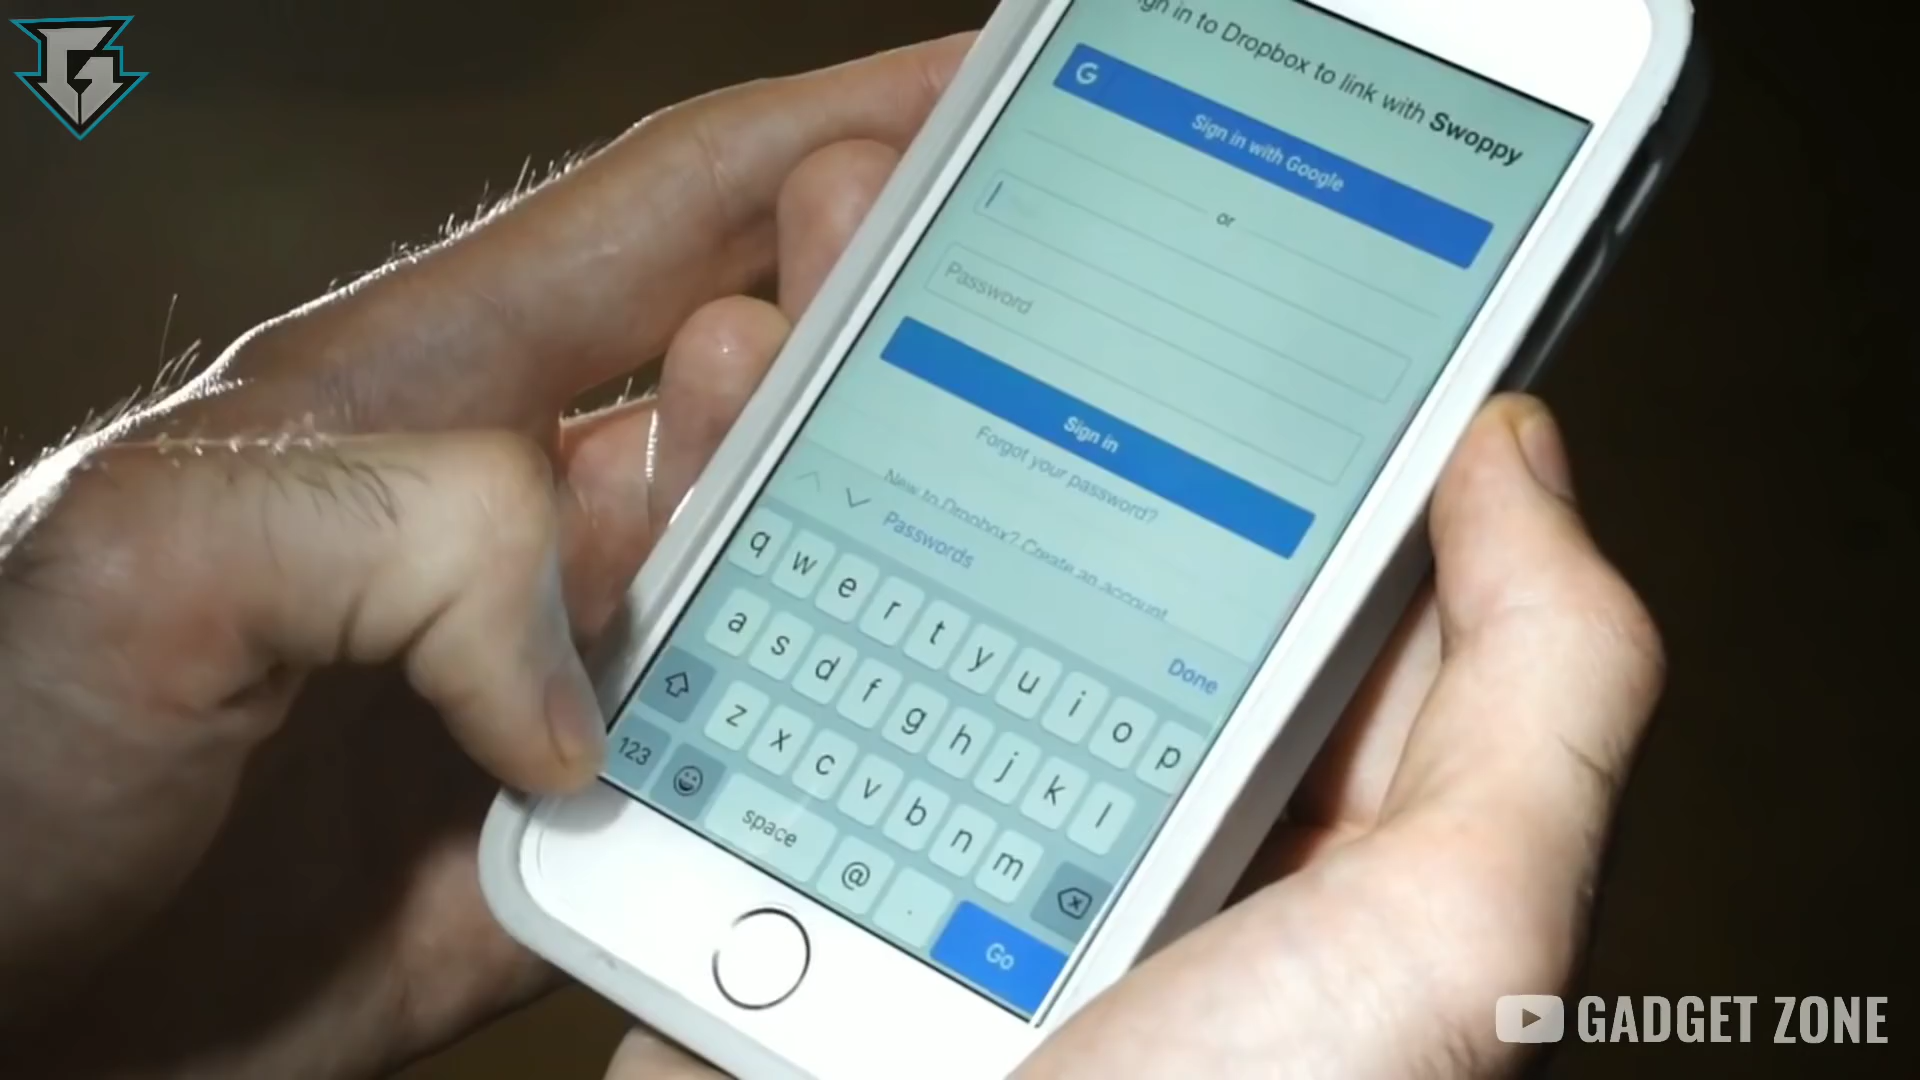 ign in to Dropbox to link with Swoppy
G
Sign in with Google
or
Password
Sign in
Forgot your password?
New to Dropbox? Create an account
Passwords
Done
q w e r t y u i o p
a s d f g h j k l
z x c v b n m
123
space
@
.
Go
GADGET ZONE